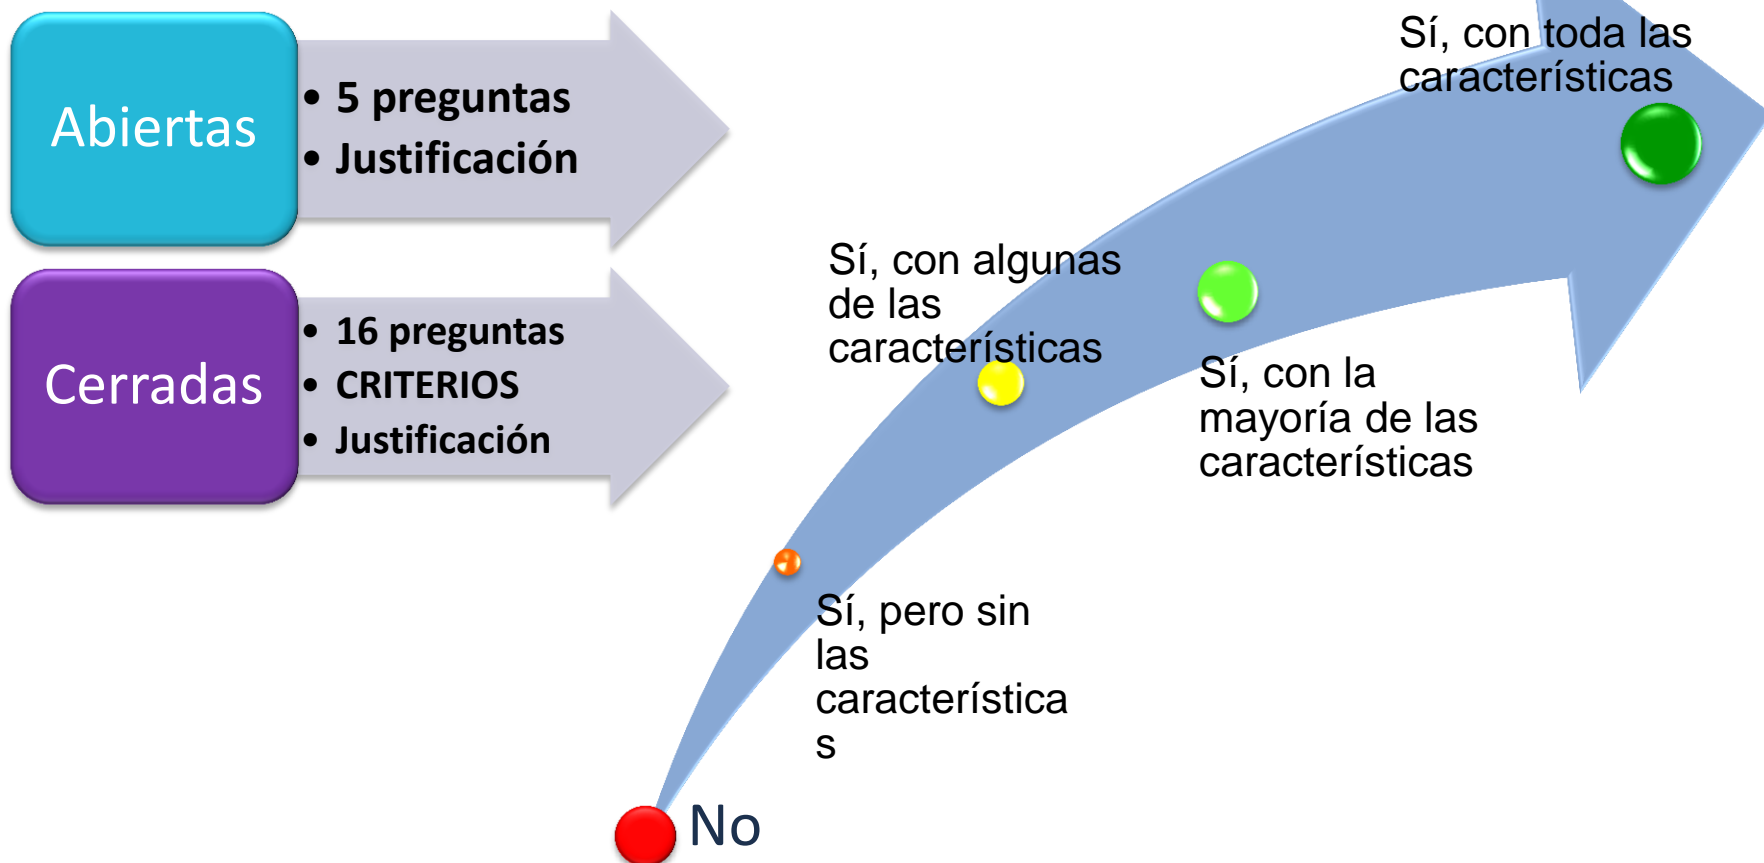 Abiertas
• 5 preguntas
• Justificación
Cerradas
• 16 preguntas
• CRITERIOS
• Justificación
Sí, con toda las
características
Sí, con algunas
de las
características
Sí, con la
mayoría de las
características
Sí, pero sin
las
característica
s
No